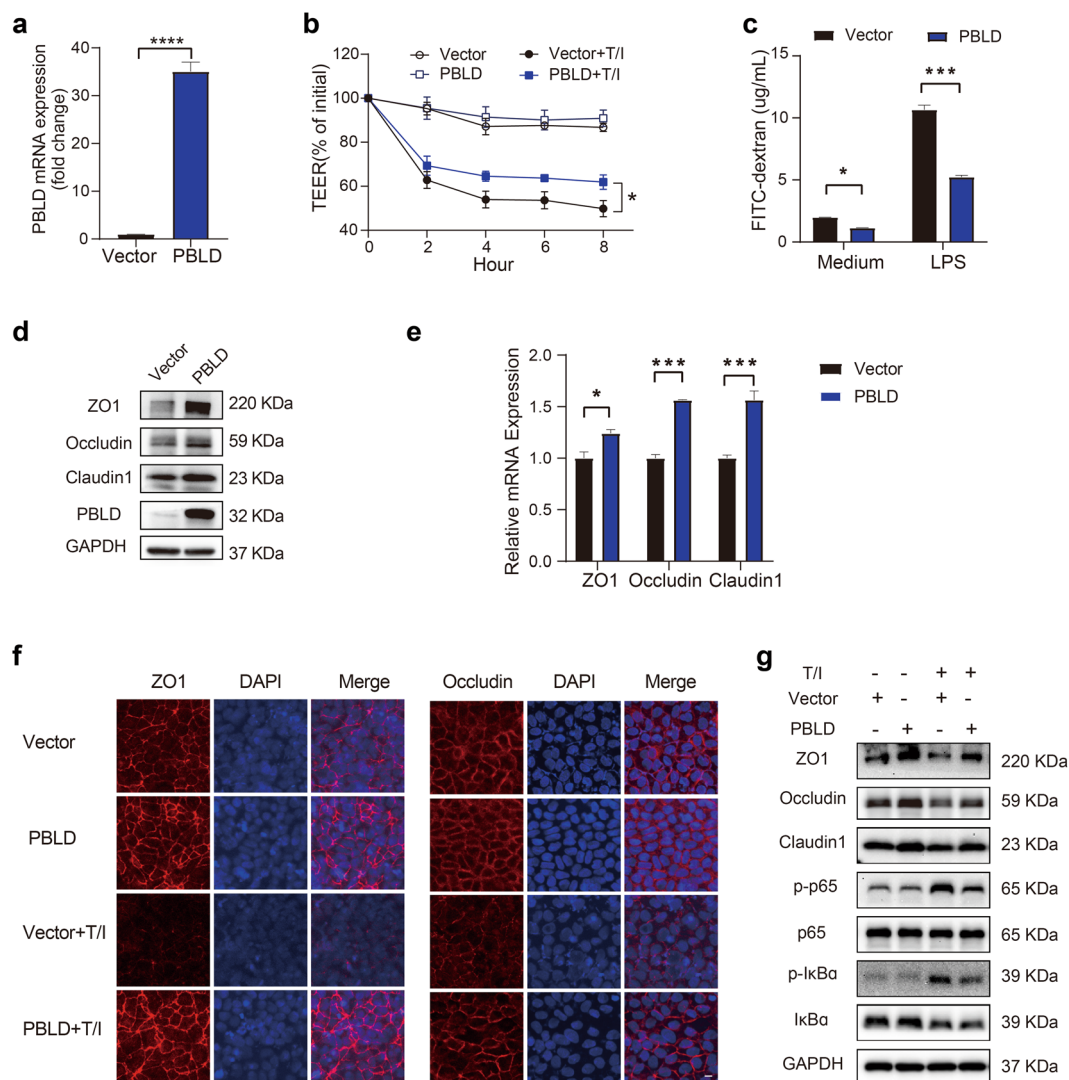 a
PBLD mRNA expression
(fold change)
40
30
20
10
0
****
Vector
PBLD
b
TEER(% of initial)
120
100
80
60
40
Vector
PBLD
Vector+T/I
PBLD+T/I
*
0
2
4
6
8
Hour
c
Vector
PBLD
FITC-dextran (ug/mL)
15
10
5
0
*
***
Medium
LPS
d
Vector
PBLD
ZO1
220 KDa
Occludin
59 KDa
Claudin1
23 KDa
PBLD
32 KDa
GAPDH
37 KDa
e
Relative mRNA Expression
2.0
1.5
1.0
0.5
0.0
*
***
***
ZO1
Occludin
Claudin1
Vector
PBLD
f
ZO1
DAPI
Merge
Occludin
DAPI
Merge
Vector
PBLD
Vector+T/I
PBLD+T/I
g
T/I - - + +
Vector + - + -
PBLD - + - +
ZO1
220 KDa
Occludin
59 KDa
Claudin1
23 KDa
p-p65
65 KDa
p65
65 KDa
p-IκBα
39 KDa
IκBα
39 KDa
GAPDH
37 KDa